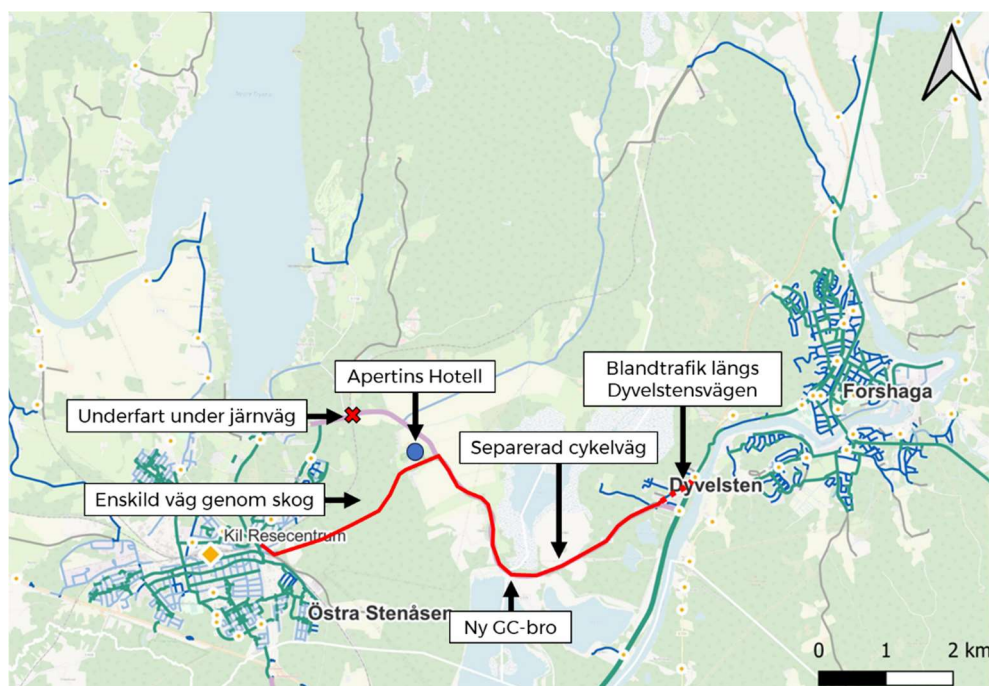 Apertins Hotell
Blandtrafik längs
Dyvelstensvägen
Forshaga
Underfart under järnväg
Separerad cykelväg
Dyvelsten
Enskild väg genom skog
Kil Resecentrum
Östra Stenåsen
Ny GC-bro
0 1 2 km